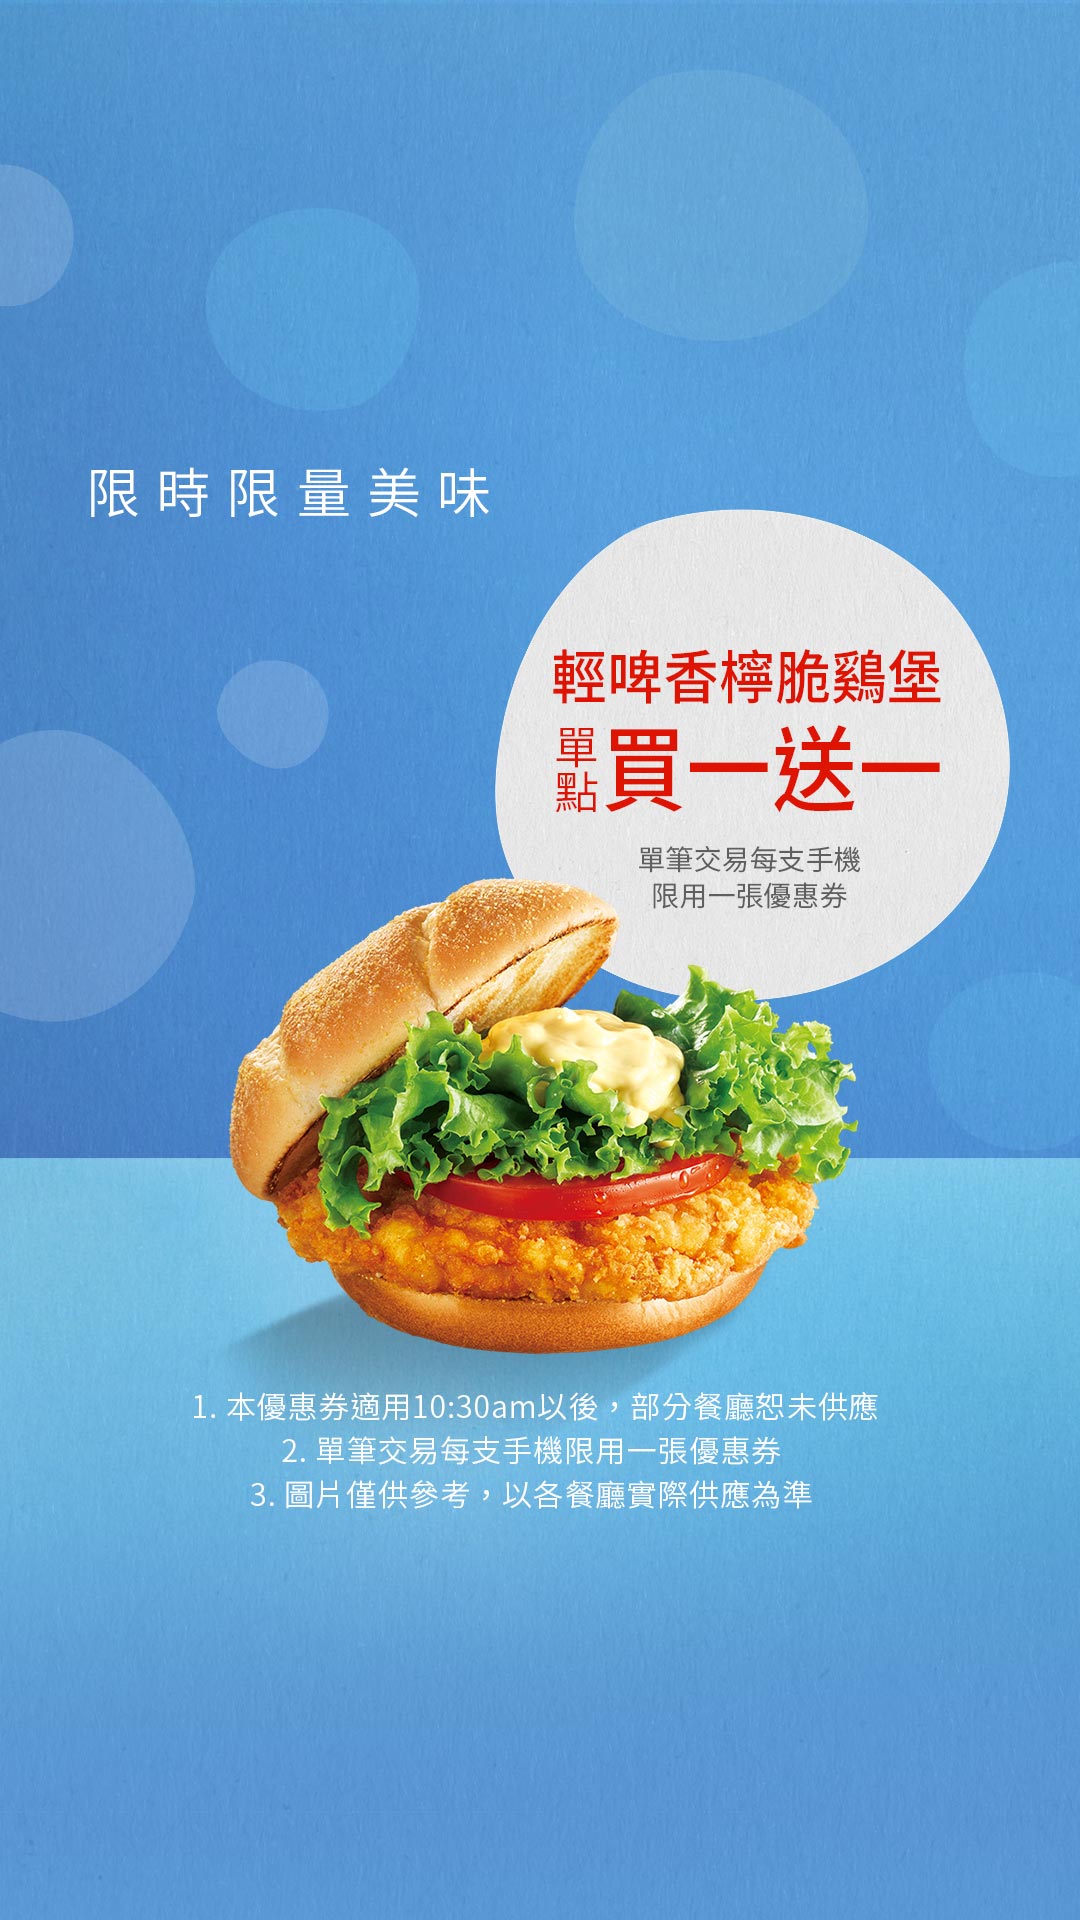 限時限量美味
輕啤香檸脆鷄堡
單點買一送一
單筆交易每支手機
限用一張優惠券
1. 本優惠券適用10:30am以後，部分餐廳恕未供應
2. 單筆交易每支手機限用一張優惠券
3. 圖片僅供參考，以各餐廳實際供應為準